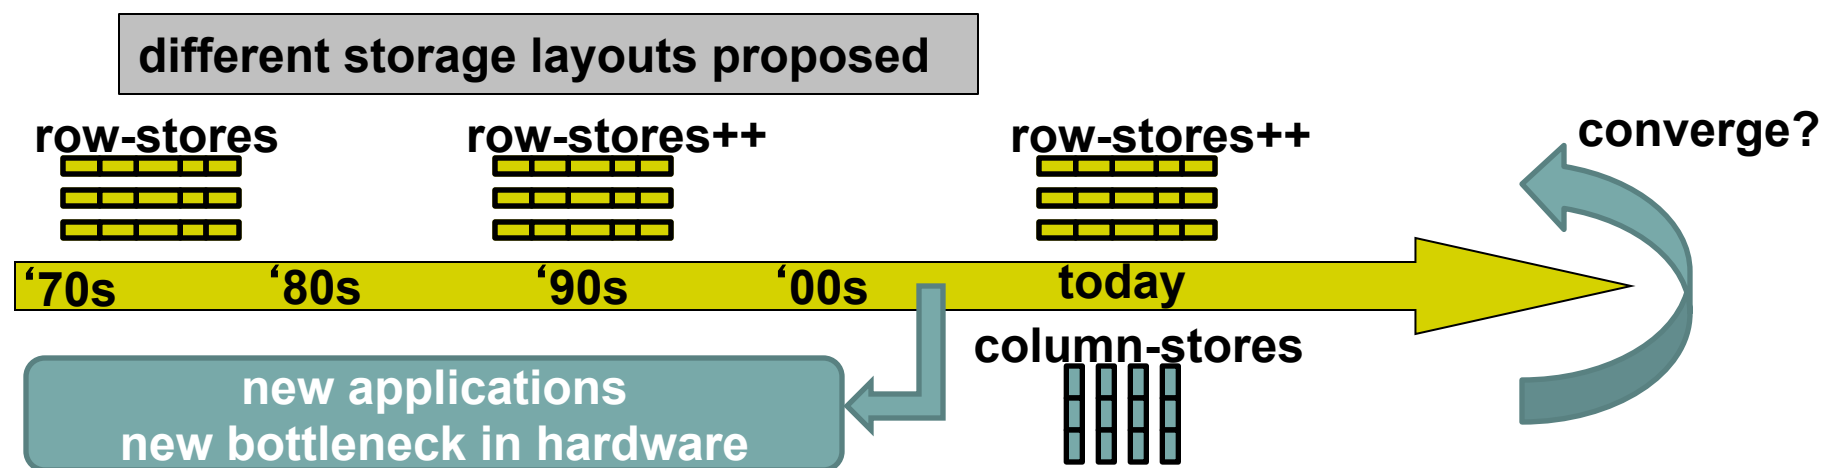 different storage layouts proposed
row-stores
row-stores++
row-stores++
converge?
‘70s
‘80s
‘90s
‘00s
today
column-stores
new applications
new bottleneck in hardware